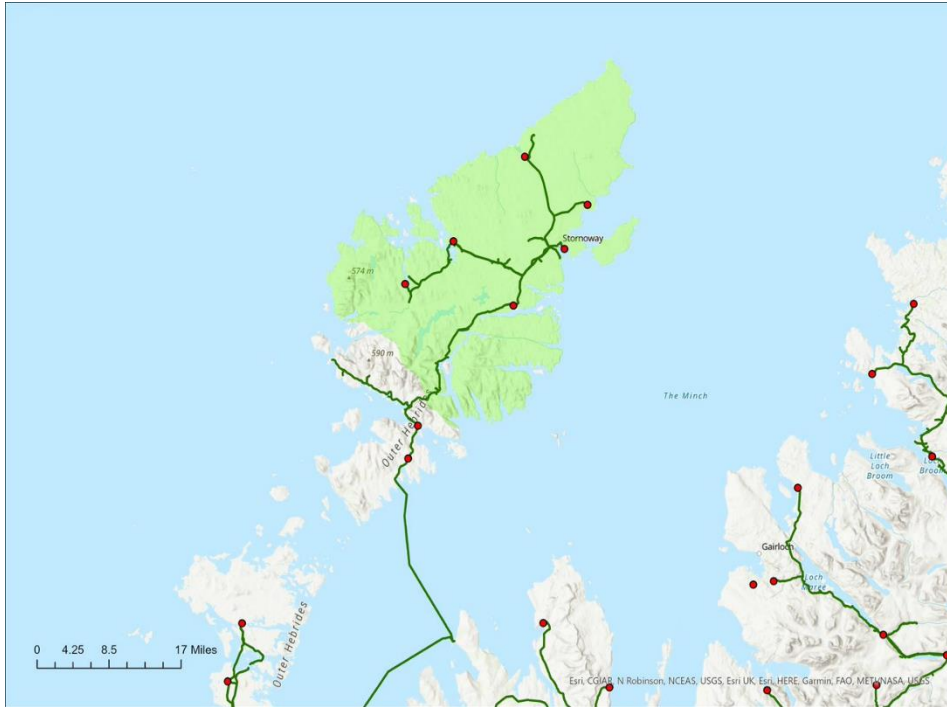 Stornoway
574 m
590 m
Outer Hebrides
The Minch
Little
Loch
Broom
Gairloch
Loch
Maree
Outer Hebrides
0 4.25 8.5 17 Miles
Esri, CGIAR, N Robinson, NCEAS, USGS, Esri UK, Esri, HERE, Garmin, FAO, METI/NASA, USGS